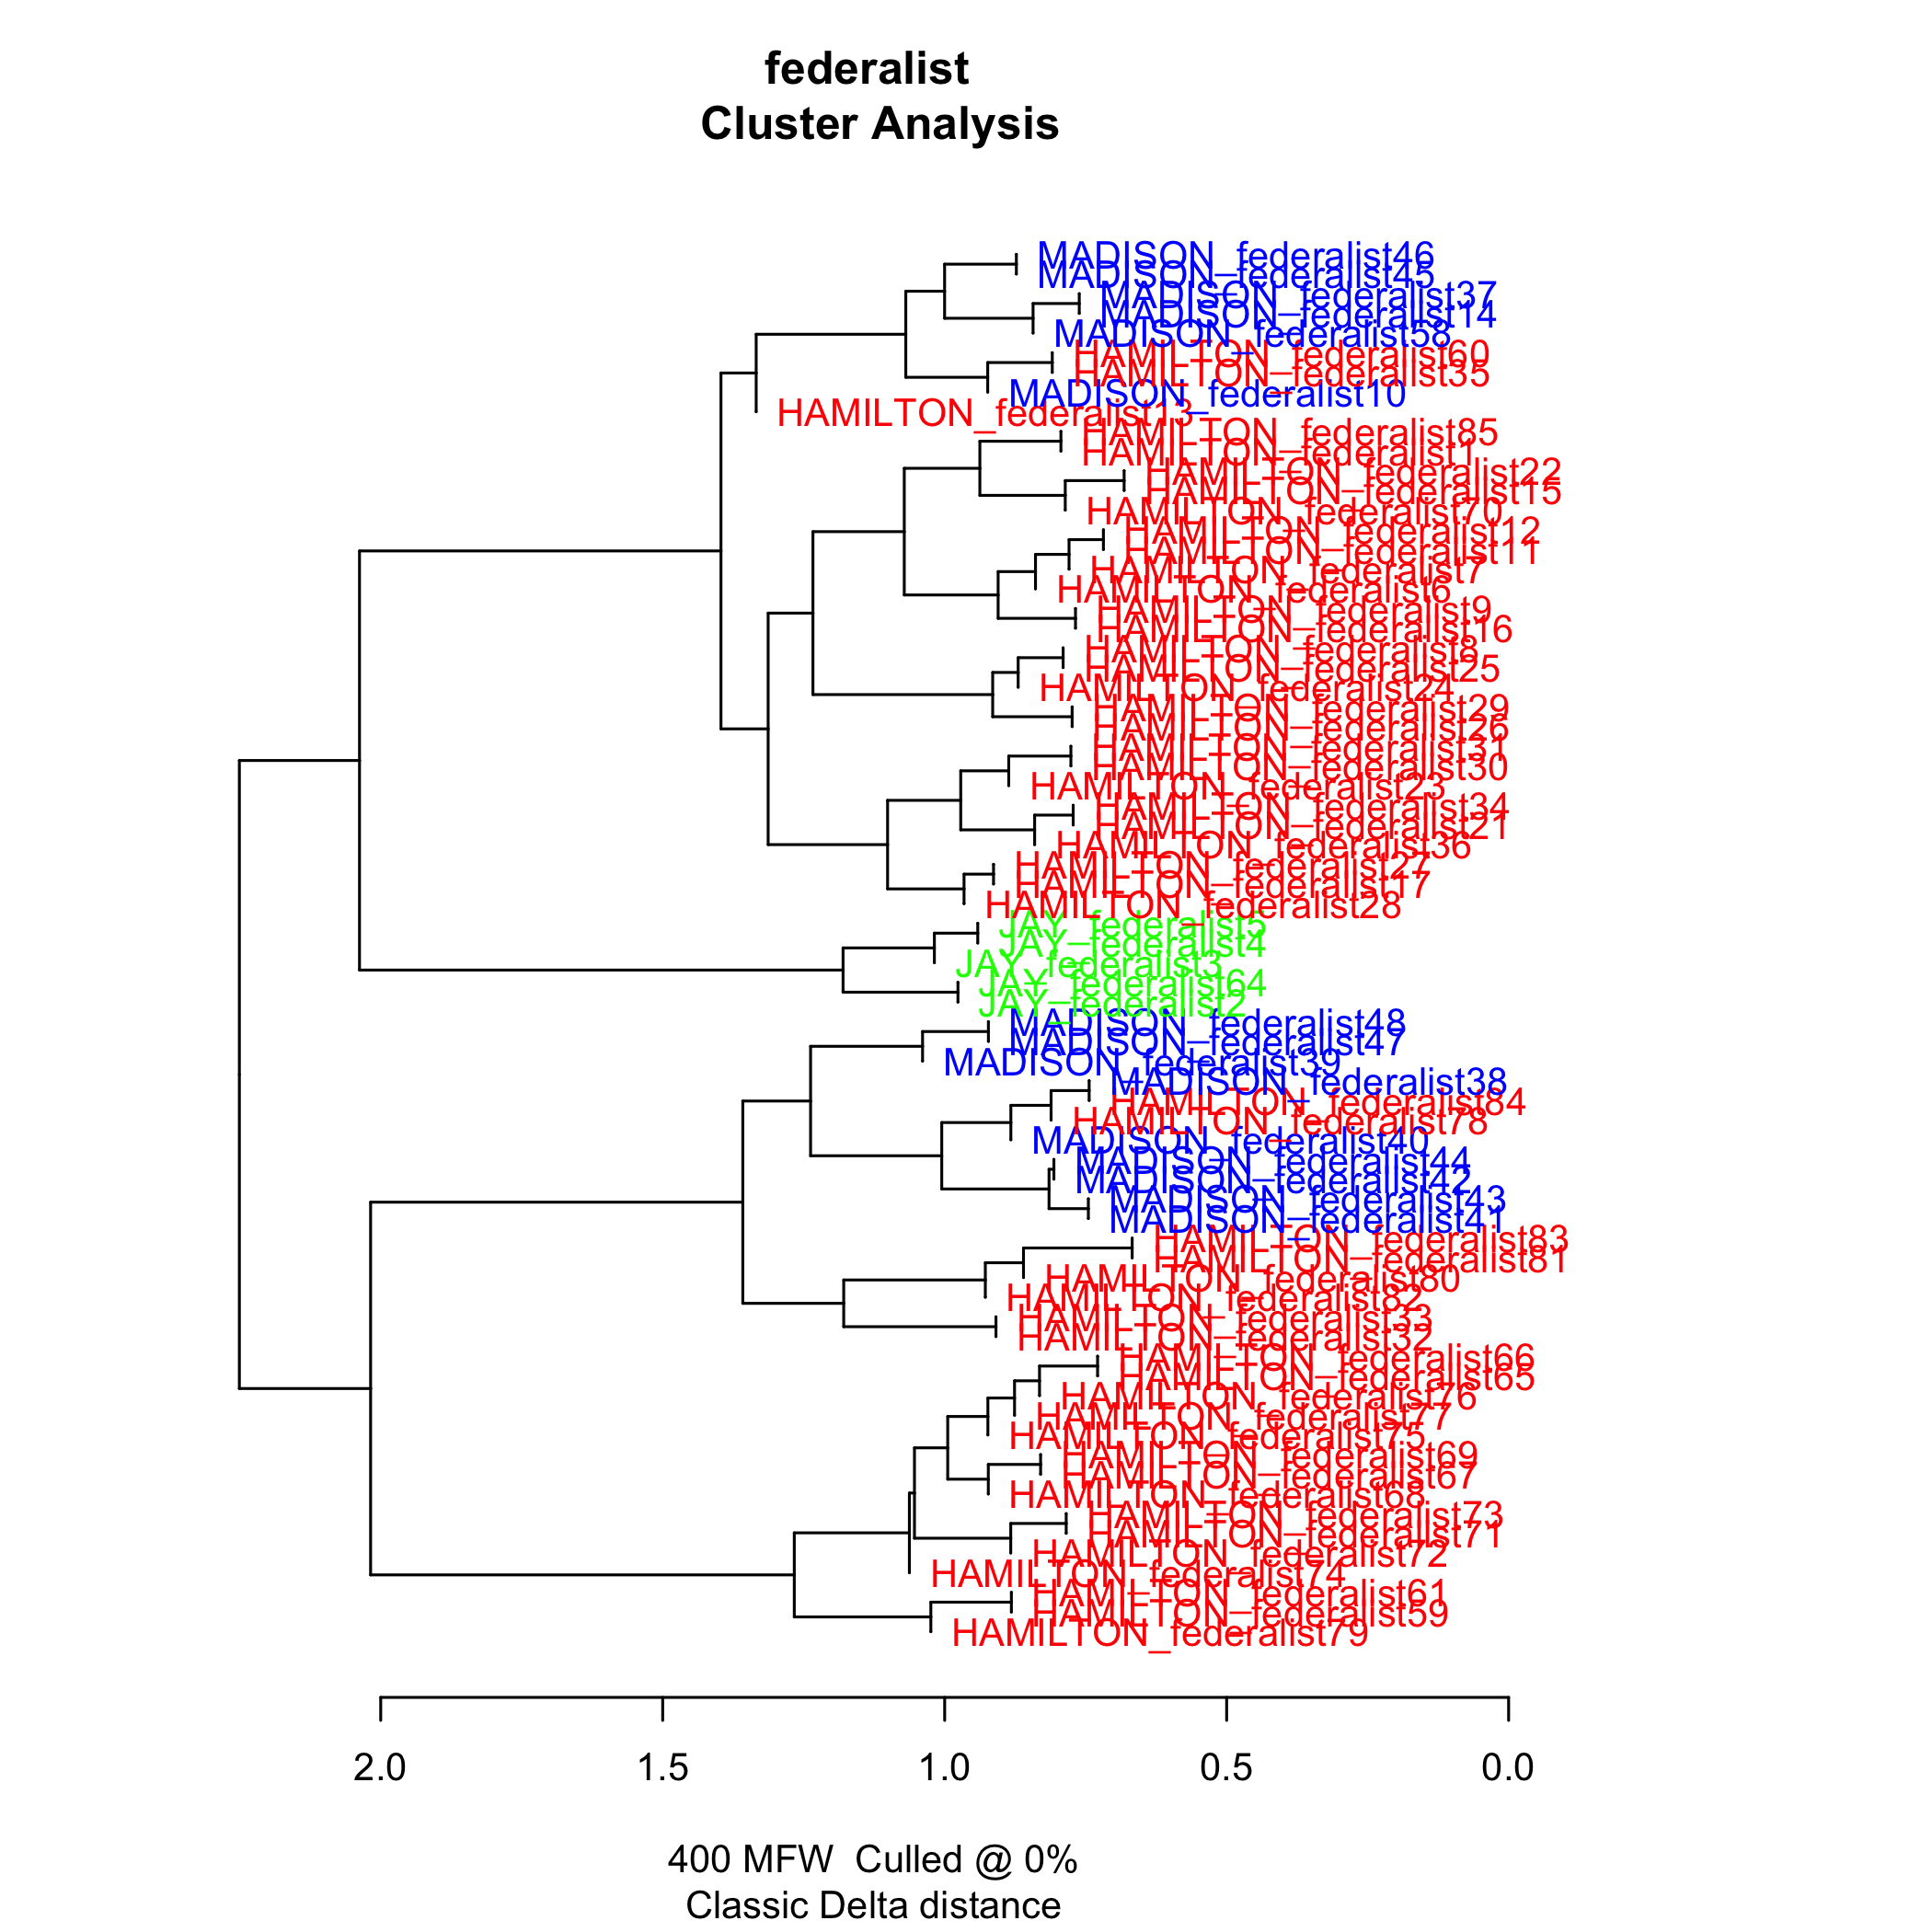 federalist
Cluster Analysis
MADISON_federalist46
MADISON_federalist45
MADISON_federalist37
MADISON_federalist14
MADISON_federalist58
HAMILTON_federalist60
HAMILTON_federalist35
MADISON_federalist10
HAMILTON_federalist13
HAMILTON_federalist85
HAMILTON_federalist1
HAMILTON_federalist22
HAMILTON_federalist15
HAMILTON_federalist70
HAMILTON_federalist12
HAMILTON_federalist11
HAMILTON_federalist7
HAMILTON_federalist6
HAMILTON_federalist9
HAMILTON_federalist16
HAMILTON_federalist8
HAMILTON_federalist25
HAMILTON_federalist24
HAMILTON_federalist29
HAMILTON_federalist26
HAMILTON_federalist31
HAMILTON_federalist30
HAMILTON_federalist23
HAMILTON_federalist34
HAMILTON_federalist21
HAMILTON_federalist36
HAMILTON_federalist27
HAMILTON_federalist17
HAMILTON_federalist28
JAY_federalist5
JAY_federalist4
JAY_federalist3
JAY_federalist64
JAY_federalist2
MADISON_federalist48
MADISON_federalist47
MADISON_federalist39
MADISON_federalist38
HAMILTON_federalist84
HAMILTON_federalist78
MADISON_federalist40
MADISON_federalist44
MADISON_federalist42
MADISON_federalist43
MADISON_federalist41
HAMILTON_federalist83
HAMILTON_federalist81
HAMILTON_federalist80
HAMILTON_federalist82
HAMILTON_federalist33
HAMILTON_federalist32
HAMILTON_federalist66
HAMILTON_federalist65
HAMILTON_federalist76
HAMILTON_federalist77
HAMILTON_federalist75
HAMILTON_federalist69
HAMILTON_federalist67
HAMILTON_federalist68
HAMILTON_federalist73
HAMILTON_federalist71
HAMILTON_federalist72
HAMILTON_federalist74
HAMILTON_federalist61
HAMILTON_federalist59
HAMILTON_federalist79
2.0 1.5 1.0 0.5 0.0
400 MFW Culled @ 0%
Classic Delta distance